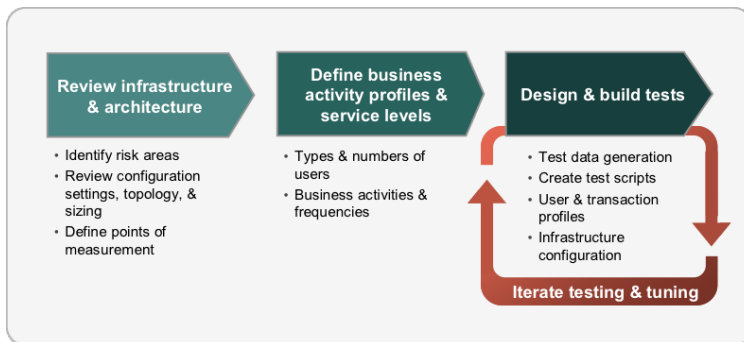 Review infrastructure
& architecture
• Identify risk areas
• Review configuration
settings, topology, &
sizing
• Define points of
measurement
Define business
activity profiles &
service levels
• Types & numbers of
users
• Business activities &
frequencies
Design & build tests
• Test data generation
• Create test scripts
• User & transaction
profiles
• Infrastructure
configuration
Iterate testing & tuning